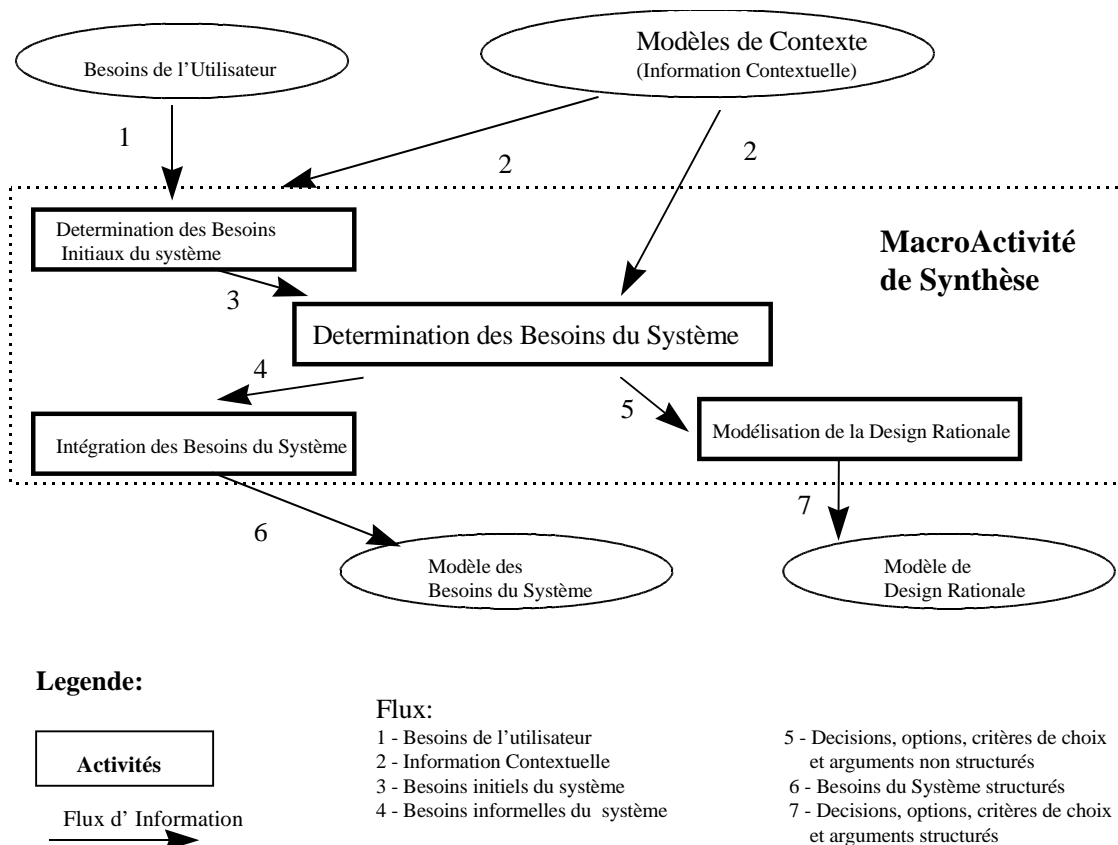 Besoins de l'Utilisateur
Modèles de Contexte
(Information Contextuelle)
1
2
2
Determination des Besoins
Initiaux du système
MacroActivité
de Synthèse
3
Determination des Besoins du Système
4
5
Intégration des Besoins du Système
Modélisation de la Design Rationale
6
7
Modèle des
Besoins du Système
Modèle de
Design Rationale
Legende:
Activités
Flux d' Information
Flux:
1 - Besoins de l'utilisateur
2 - Information Contextuelle
3 - Besoins initiels du système
4 - Besoins informelles du système
5 - Decisions, options, critères de choix
et arguments non structurés
6 - Besoins du Système structurés
7 - Decisions, options, critères de choix
et arguments structurés